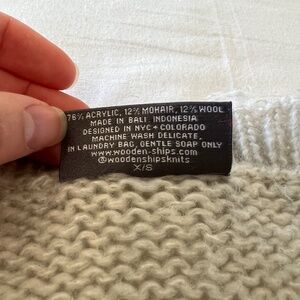 76% ACRYLIC, 12% MOHAIR, 12% WOOL
MADE IN BALI, INDONESIA
DESIGNED IN NYC + COLORADO
MACHINE WASH DELICATE,
IN LAUNDRY BAG, GENTLE SOAP ONLY
www.wooden-ships.com
@woodenshipsknits
X/S